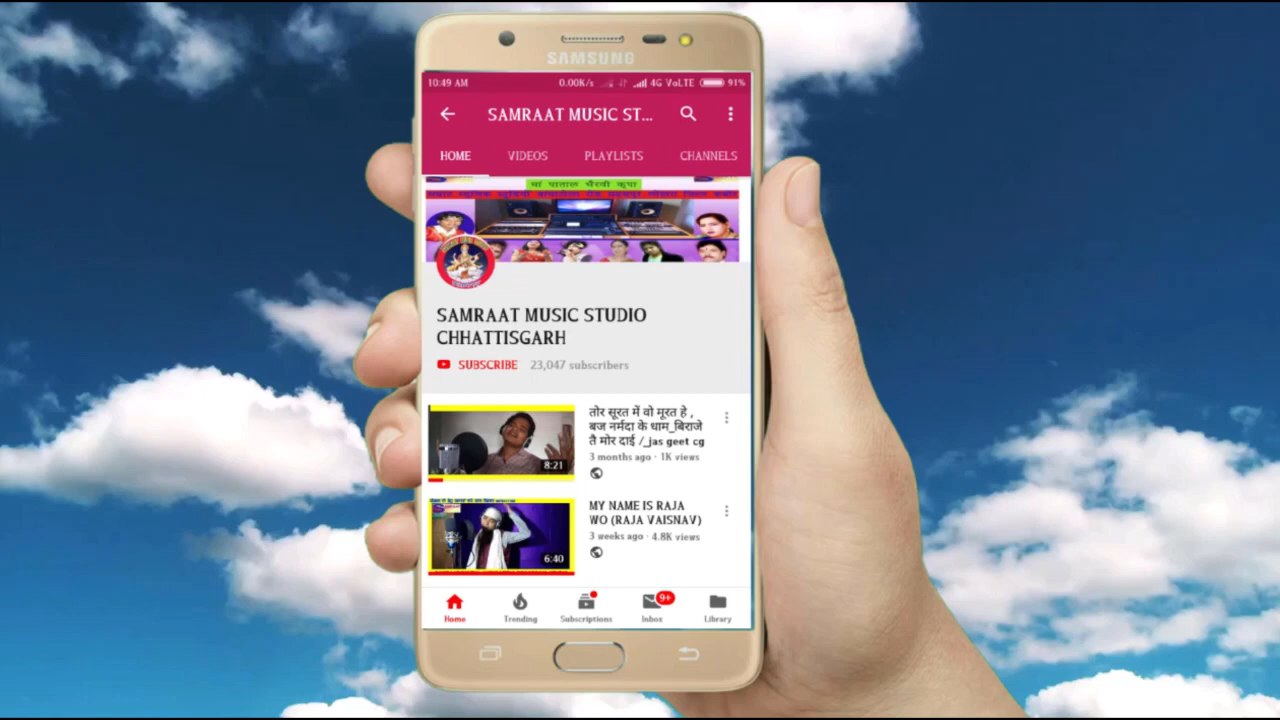 SAMSUNG
10:49 AM 0.00K/s 4G VoLTE 91%
SAMRAAT MUSIC ST...
HOME VIDEOS PLAYLISTS CHANNELS
मां पाताल भैरवी कृपा
SAMRAAT MUSIC STUDIO
CHHATTISGARH
SUBSCRIBE 23,047 subscribers
तोर सूरत में वो मूरत हे ,
बज नर्मदा के धाम_बिराजे
तै मोर दाई /_jas geet cg
3 months ago · 1K views
8:21
MY NAME IS RAJA
WO (RAJA VAISNAV)
3 weeks ago · 4.8K views
6:40
9+
Home Trending Subscriptions Inbox Library